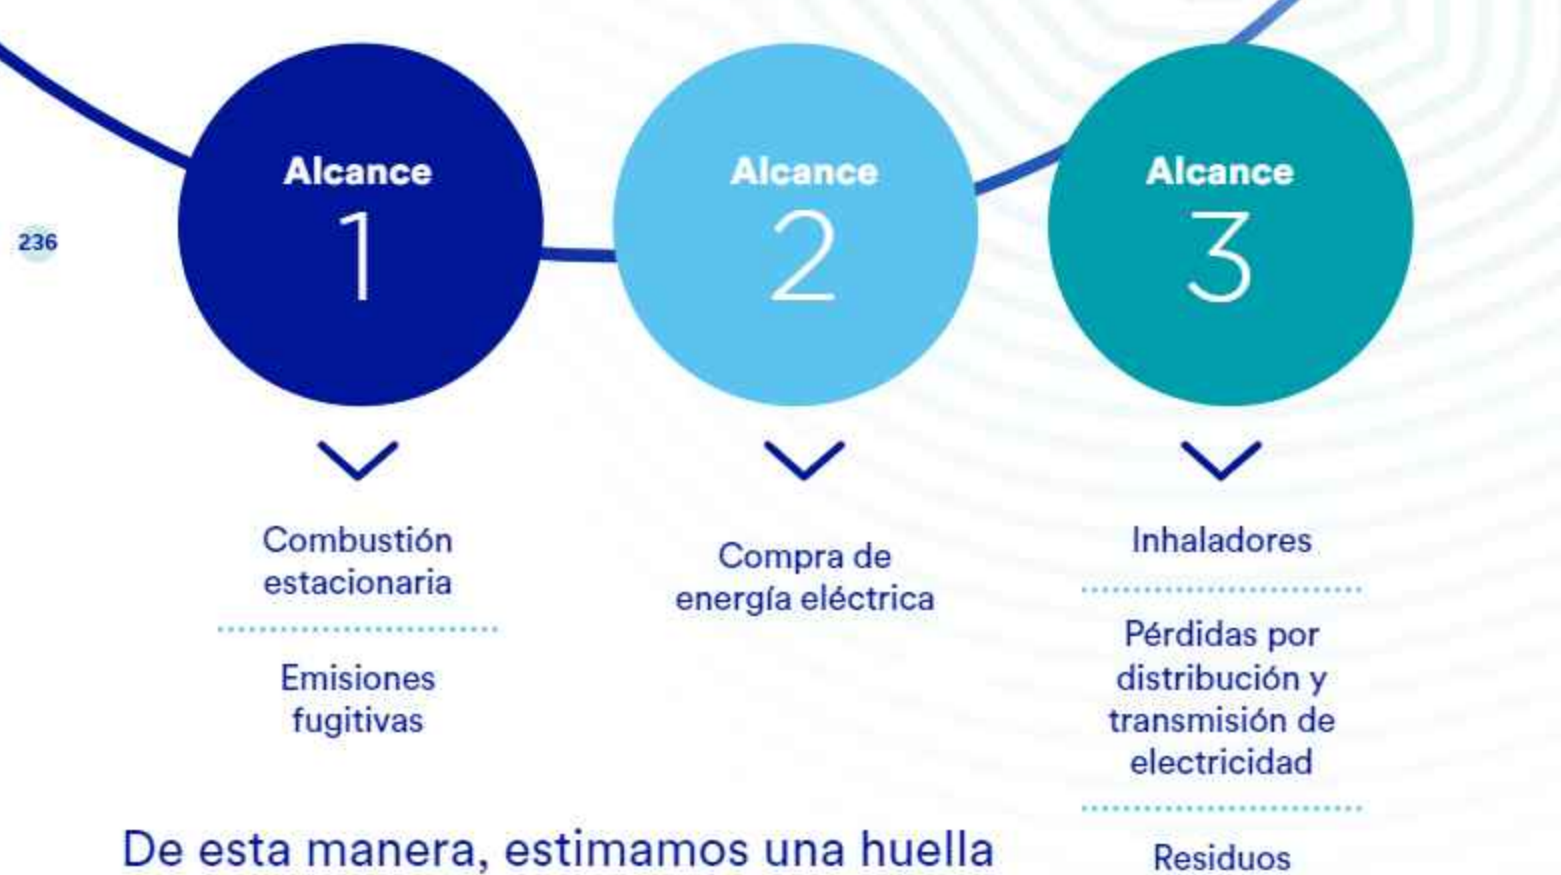 236
Alcance
1
Combustión
estacionaria
Emisiones
fugitivas
Alcance
2
Compra de
energía eléctrica
Alcance
3
Inhaladores
Pérdidas por
distribución y
transmisión de
electricidad
Residuos
De esta manera, estimamos una huella